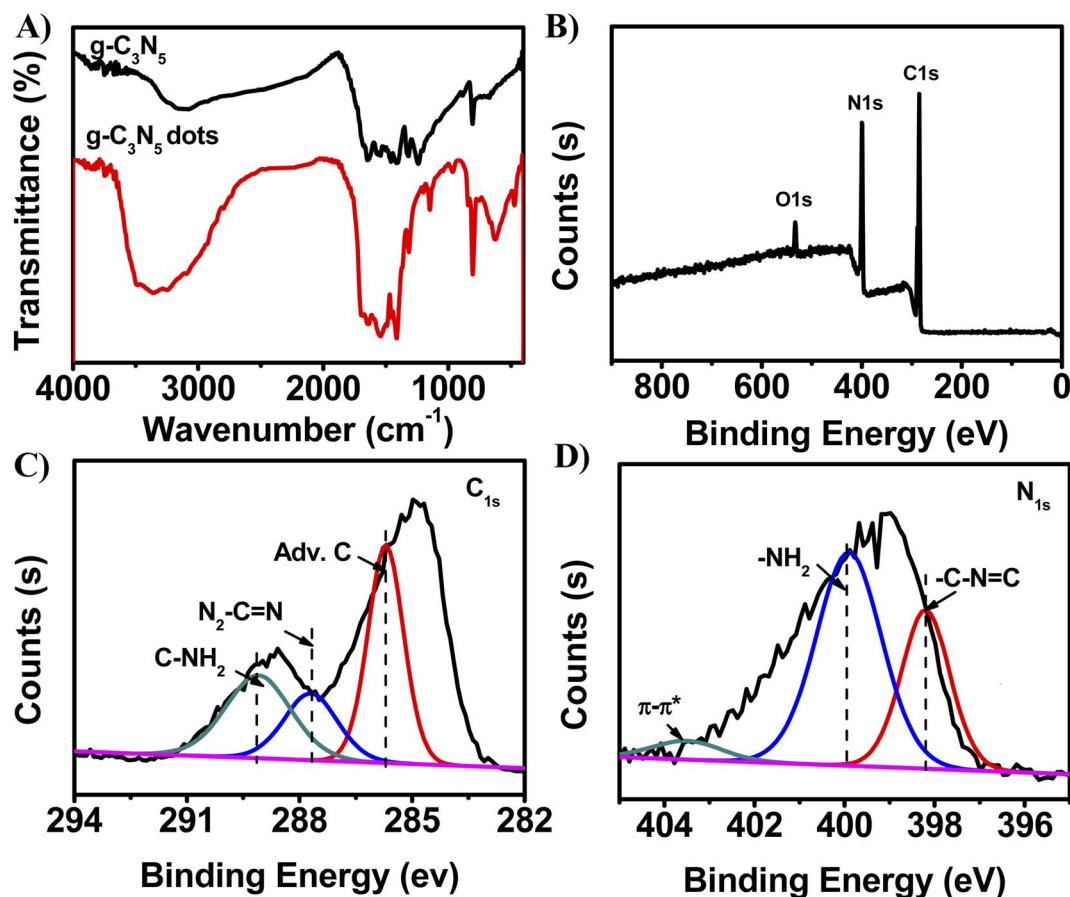 A)
g-C₃N₅
g-C₃N₅ dots
Transmittance (%)
4000 3000 2000 1000
Wavenumber (cm⁻¹)
B)
C1s
N1s
O1s
Counts (s)
800 600 400 200 0
Binding Energy (eV)
C)
C₁s
Adv. C
N₂-C=N
C-NH₂
Counts (s)
294 291 288 285 282
Binding Energy (ev)
D)
N₁s
-NH₂
-C-N=C
π-π*
Counts (s)
404 402 400 398 396
Binding Energy (eV)